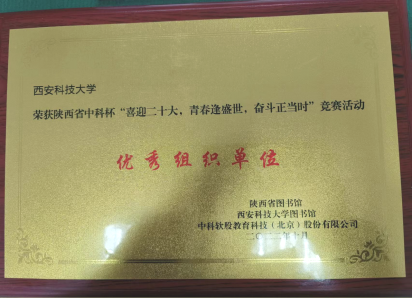 西安科技大学
荣获陕西省中科杯“喜迎二十大，青春逢盛世，奋斗正当时”竞赛活动
优秀组织单位
陕西省图书馆
西安科技大学图书馆
中科软股教育科技（北京）股份有限公司